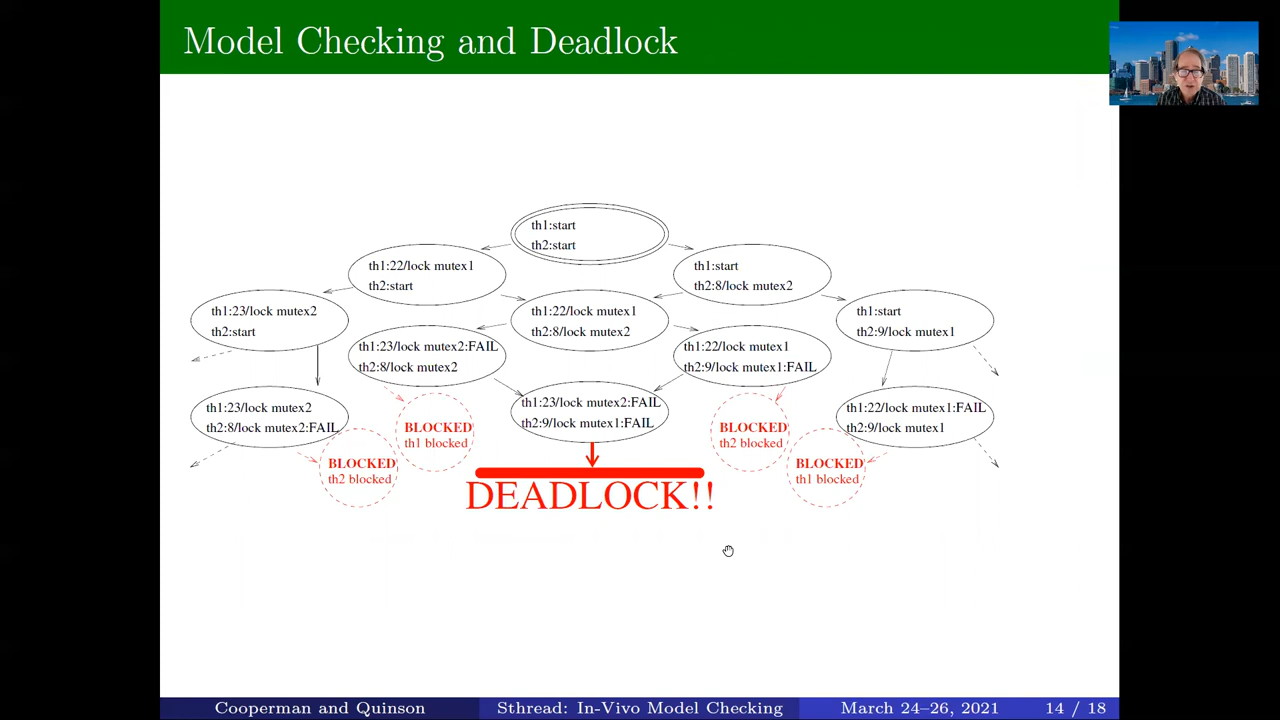 Model Checking and Deadlock
th1:start
th2:start
th1:22/lock mutex1
th2:start
th1:start
th2:8/lock mutex2
th1:23/lock mutex2
th2:start
th1:22/lock mutex1
th2:8/lock mutex2
th1:start
th2:9/lock mutex1
th1:23/lock mutex2:FAIL
th2:8/lock mutex2
th1:22/lock mutex1
th2:9/lock mutex1:FAIL
th1:23/lock mutex2
th2:8/lock mutex2:FAIL
th1:23/lock mutex2:FAIL
th2:9/lock mutex1:FAIL
th1:22/lock mutex1:FAIL
th2:9/lock mutex1
BLOCKED
th1 blocked
BLOCKED
th2 blocked
BLOCKED
th2 blocked
BLOCKED
th1 blocked
DEADLOCK!!
Cooperman and Quinson Sthread: In-Vivo Model Checking March 24–26, 2021 14 / 18